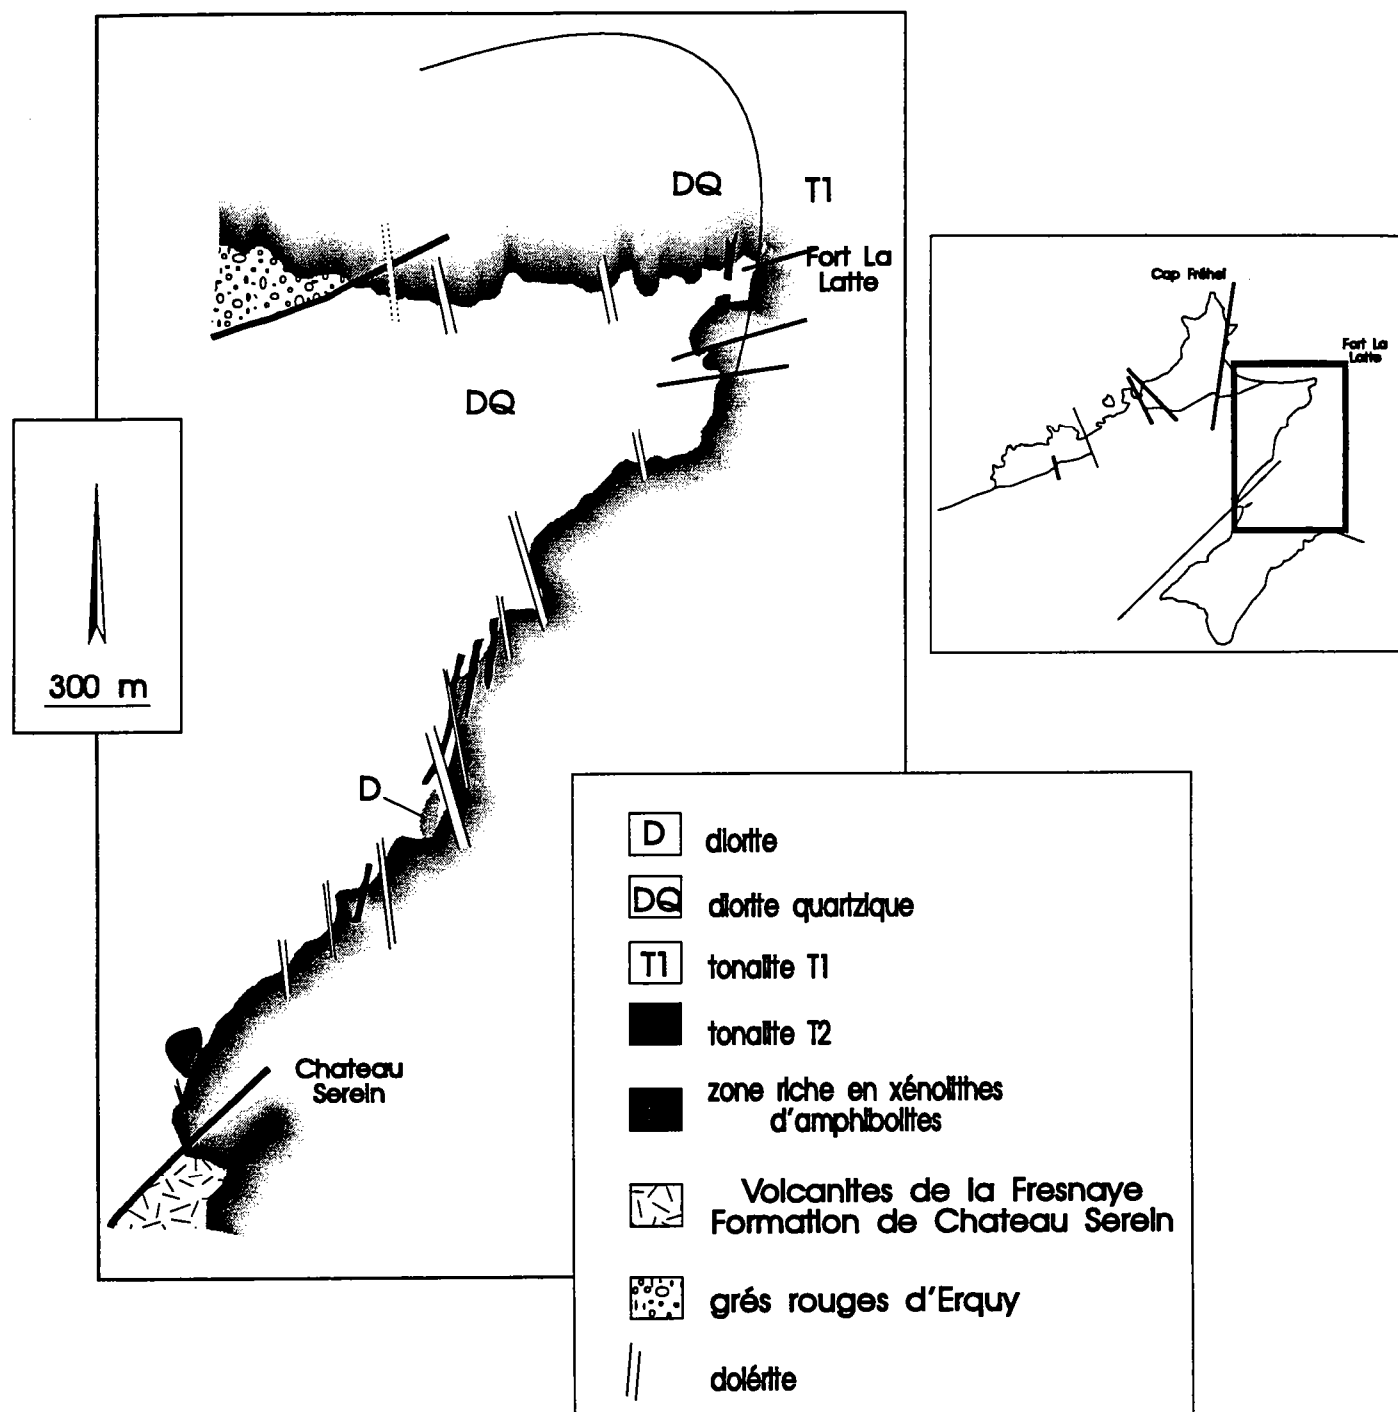 DQ
T1
Fort La
Latte
DQ
300 m
D
Chateau
Serein
Cap Fréhel
Fort La
Latte
D diorite
DQ diorite quartzique
T1 tonalite T1
tonalite T2
zone riche en xénolithes
d'amphibolites
Volcanites de la Fresnaye
Formation de Chateau Serein
grés rouges d'Erquy
dolérite